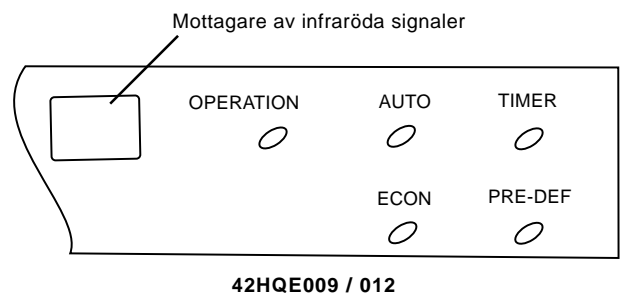 Mottagare av infraröda signaler
OPERATION AUTO TIMER
ECON PRE-DEF
42HQE009 / 012